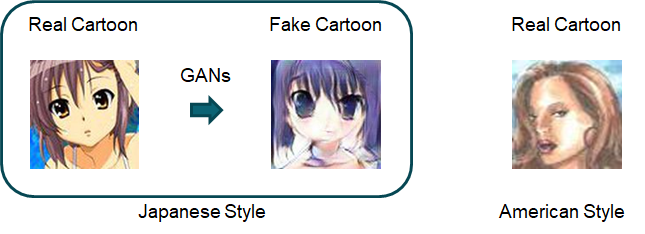 Real Cartoon
Fake Cartoon
Real Cartoon
GANs
Japanese Style
American Style